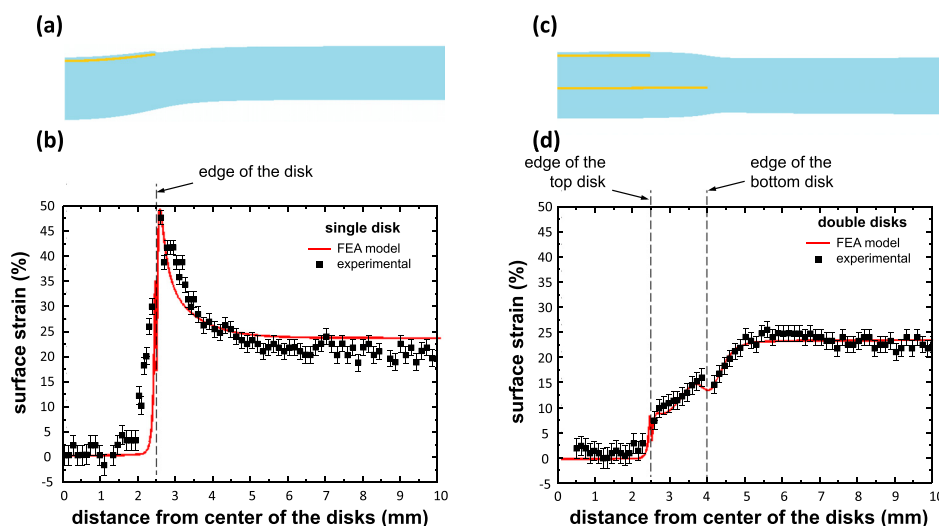 (a)
(b)
edge of the disk
50
45
40
35
30
25
20
15
10
5
0
-5
surface strain (%)
single disk
FEA model
experimental
0 1 2 3 4 5 6 7 8 9 10
distance from center of the disks (mm)
(c)
(d)
edge of the
top disk
edge of the
bottom disk
50
45
40
35
30
25
20
15
10
5
0
-5
surface strain (%)
double disks
FEA model
experimental
0 1 2 3 4 5 6 7 8 9 10
distance from center of the disks (mm)